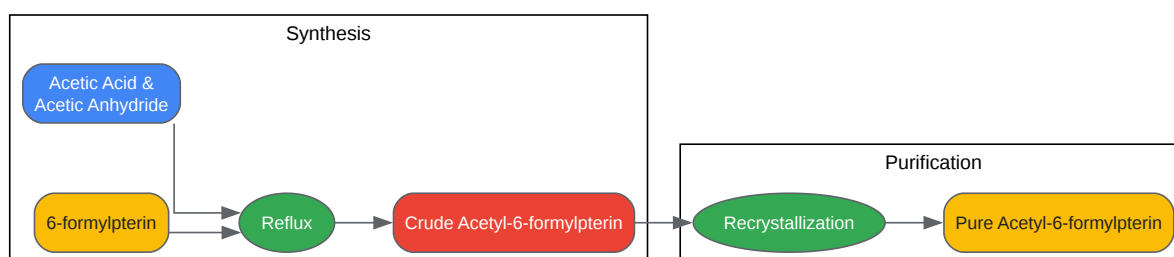 Synthesis
Acetic Acid &
Acetic Anhydride
6-formylpterin
Reflux
Crude Acetyl-6-formylpterin
Purification
Recrystallization
Pure Acetyl-6-formylpterin